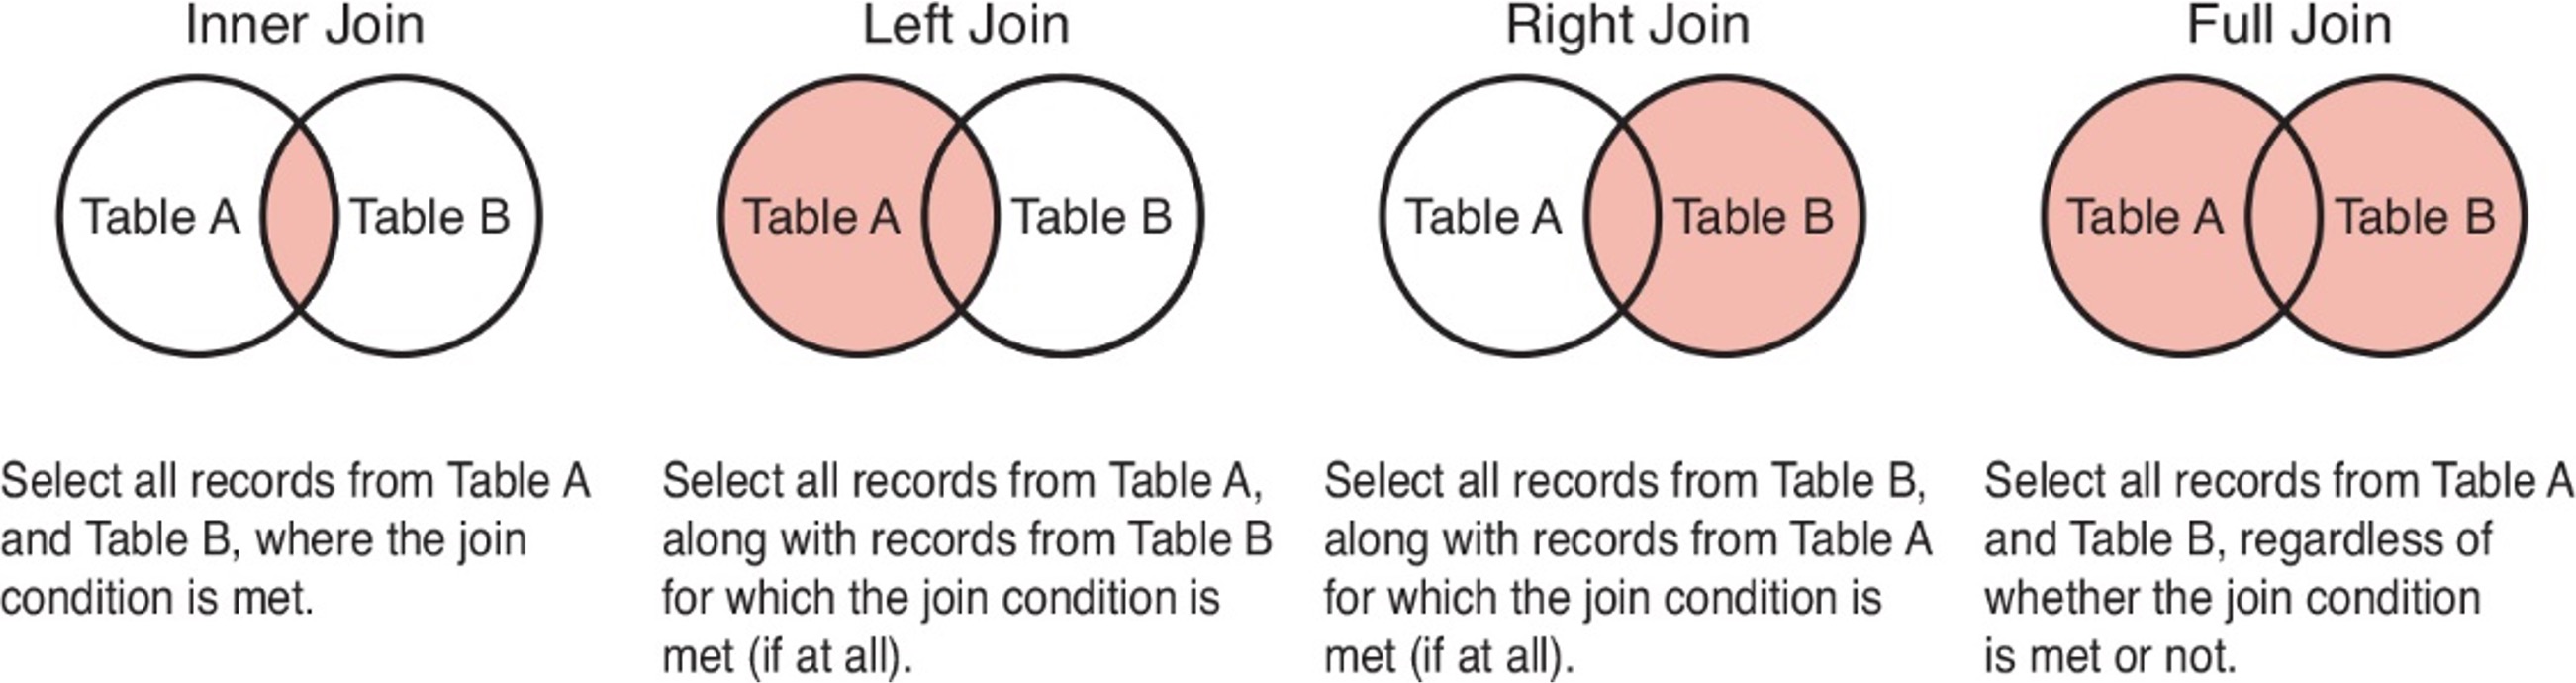 Inner Join
Table A
Table B
Select all records from Table A
and Table B, where the join
condition is met.
Left Join
Table A
Table B
Select all records from Table A,
along with records from Table B
for which the join condition is
met (if at all).
Right Join
Table A
Table B
Select all records from Table B,
along with records from Table A
for which the join condition is
met (if at all).
Full Join
Table A
Table B
Select all records from Table A
and Table B, regardless of
whether the join condition
is met or not.